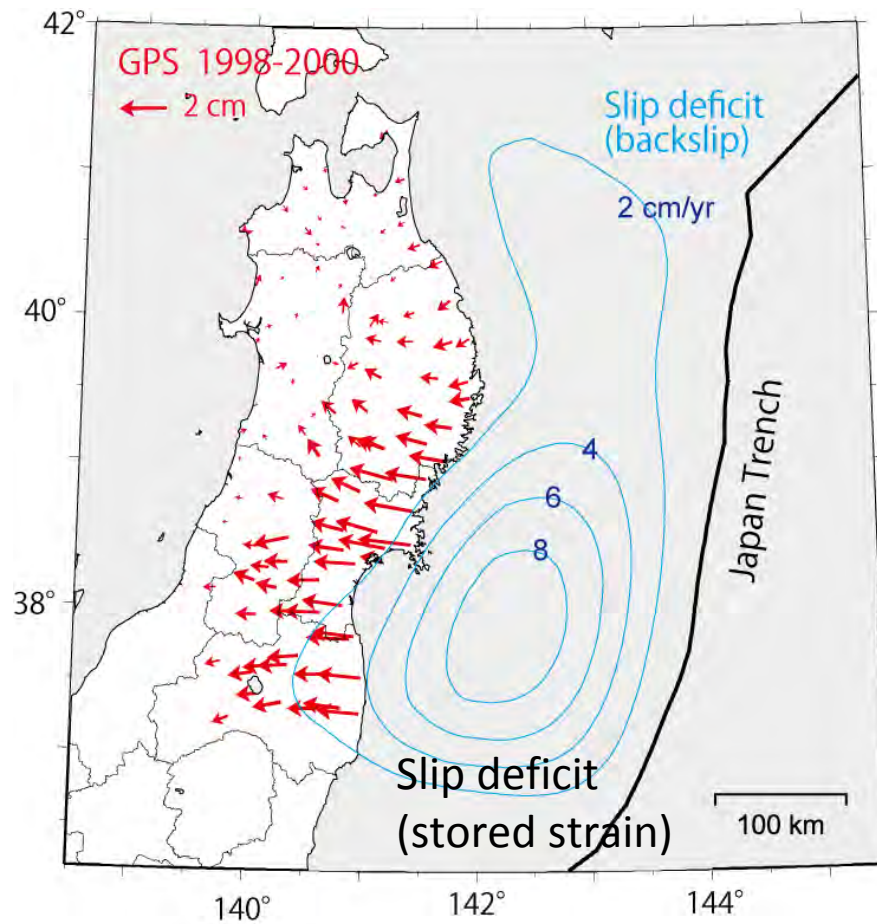 42°
GPS 1998-2000
2 cm
Slip deficit
(backslip)
2 cm/yr
40°
4
6
8
Japan Trench
38°
Slip deficit
(stored strain)
100 km
140°
142°
144°